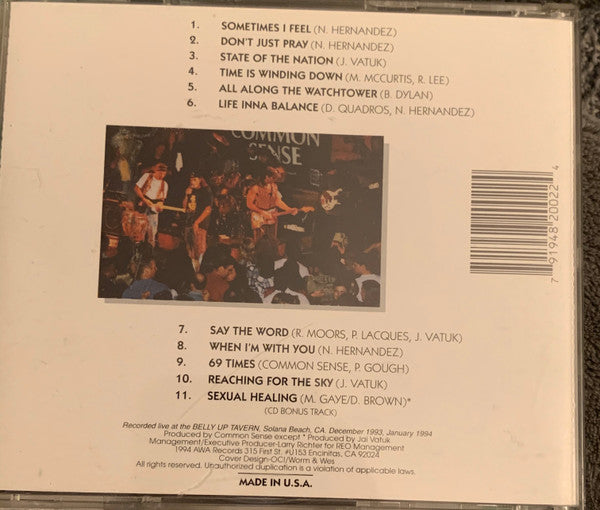 1. SOMETIMES I FEEL (N. HERNANDEZ)
2. DON'T JUST PRAY (N. HERNANDEZ)
3. STATE OF THE NATION (J. VATUK)
4. TIME IS WINDING DOWN (M. MCCURTIS, R. LEE)
5. ALL ALONG THE WATCHTOWER (B. DYLAN)
6. LIFE INNA BALANCE (D. QUADROS, N. HERNANDEZ)
COMMON
SENSE
7 91948 20022 4
7. SAY THE WORD (R. MOORS, P. LACQUES, J. VATUK)
8. WHEN I'M WITH YOU (N. HERNANDEZ)
9. 69 TIMES (COMMON SENSE, P. GOUGH)
10. REACHING FOR THE SKY (J. VATUK)
11. SEXUAL HEALING (M. GAYE/D. BROWN)*
(CD BONUS TRACK)
Recorded live at the BELLY UP TAVERN, Solana Beach, CA. December 1993, January 1994
Produced by Common Sense except * Produced by Jai Vatuk
Management/Executive Producer-Larry Richter for REO Management
1994 AWA Records 315 First St. #U153 Encinitas, CA 92024
Cover Design-OCI/Worm & Wes
All rights reserved. Unauthorized duplication is a violation of applicable laws.
MADE IN U.S.A.